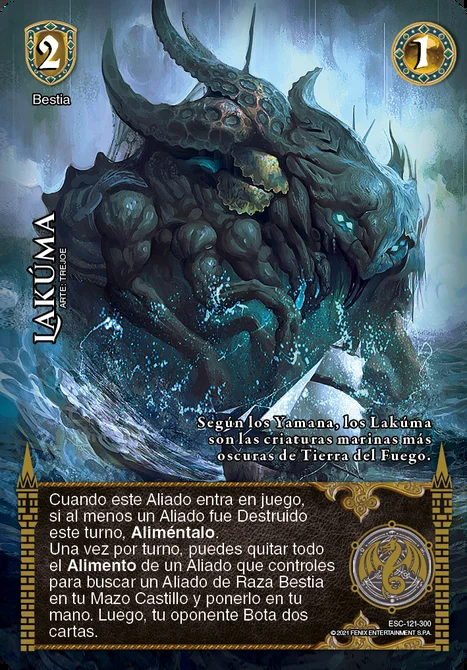 2
1
Bestia
LAKÚMA
ARTE: TREJOE
Según los Yamana, los Lakúma
son las criaturas marinas más
oscuras de Tierra del Fuego.
Cuando este Aliado entra en juego,
si al menos un Aliado fue Destruido
este turno, Aliméntalo.
Una vez por turno, puedes quitar todo
el Alimento de un Aliado que controles
para buscar un Aliado de Raza Bestia
en tu Mazo Castillo y ponerlo en tu
mano. Luego, tu oponente Bota dos
cartas.
ESC-121-300
©2021 FENIX ENTERTAINMENT S.P.A.